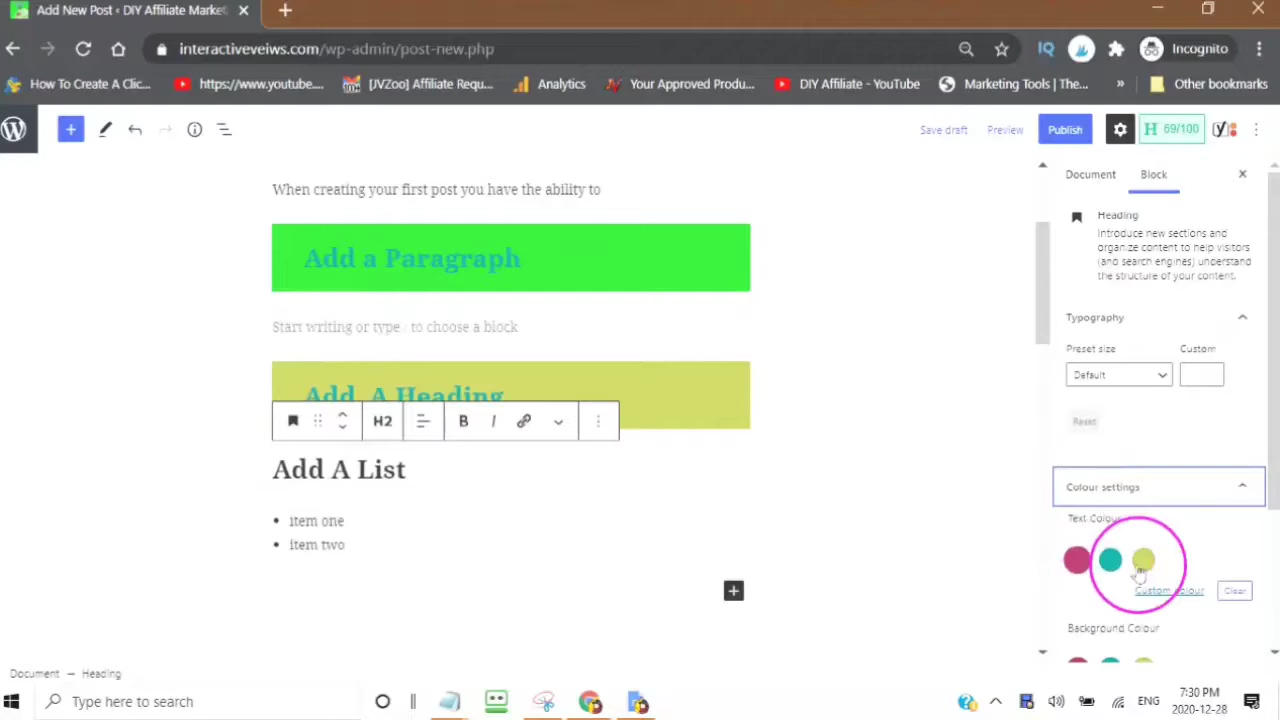 Add New Post ‹ DIY Affiliate Market
interactiveveiws.com/wp-admin/post-new.php
IQ
Incognito
How To Create A Clic...
https://www.youtube....
[JVZoo] Affiliate Requ...
Analytics
Your Approved Produ...
DIY Affiliate - YouTube
Marketing Tools | The...
»
Other bookmarks
Save draft
Preview
Publish
H 69/100
When creating your first post you have the ability to
Document
Block
Heading
Introduce new sections and
organize content to help visitors
(and search engines) understand
the structure of your content.
Add a Paragraph
Typography
Start writing or type / to choose a block
Preset size
Custom
Default
Add A Heading
H2
B
I
Reset
Add A List
Colour settings
Text Colour
item one
item two
Custom colour
Clear
Background Colour
Document — Heading
Type here to search
ENG
7:30 PM
2020-12-28